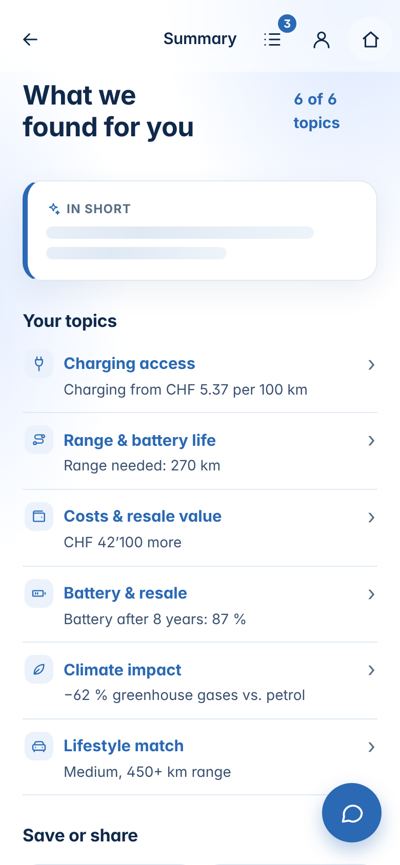 Summary
3
What we
found for you
6 of 6
topics
IN SHORT
Your topics
Charging access
Charging from CHF 5.37 per 100 km
Range & battery life
Range needed: 270 km
Costs & resale value
CHF 42’100 more
Battery & resale
Battery after 8 years: 87 %
Climate impact
−62 % greenhouse gases vs. petrol
Lifestyle match
Medium, 450+ km range
Save or share